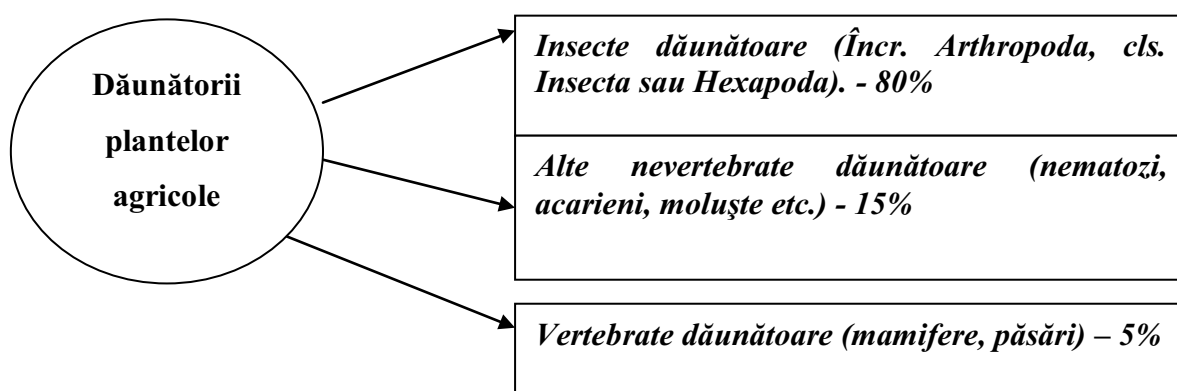 Dăunătorii
plantelor
agricole
Insecte dăunătoare (Încr. Arthropoda, cls.
Insecta sau Hexapoda). - 80%
Alte nevertebrate dăunătoare (nematozi,
acarieni, moluşte etc.) - 15%
Vertebrate dăunătoare (mamifere, păsări) – 5%